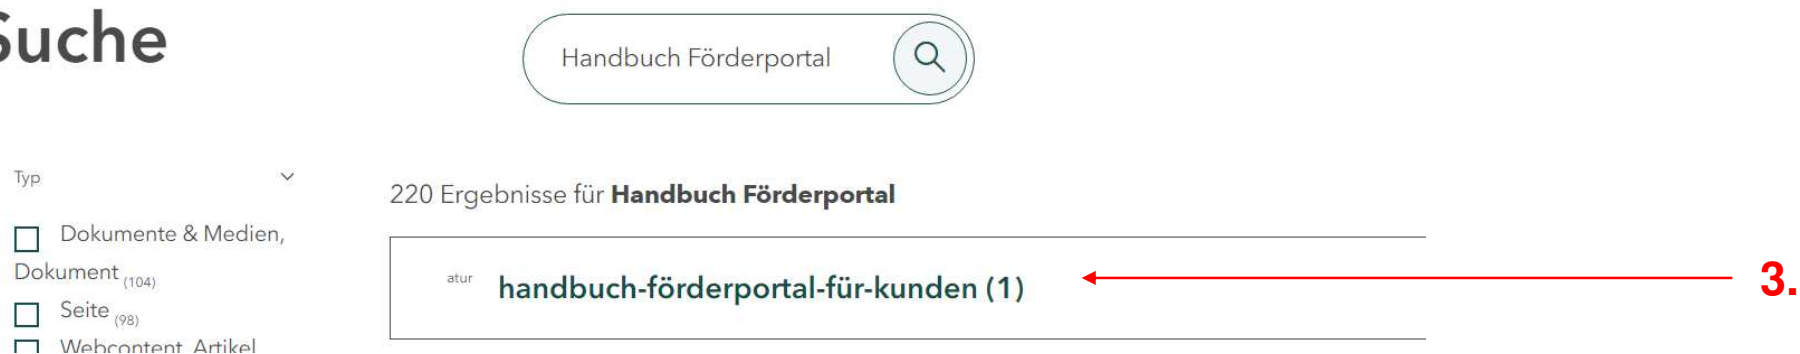 Suche
Handbuch Förderportal
Typ
Dokumente & Medien,
Dokument (104)
Seite (98)
Webcontent, Artikel
220 Ergebnisse für Handbuch Förderportal
atur
handbuch-förderportal-für-kunden (1)
3.